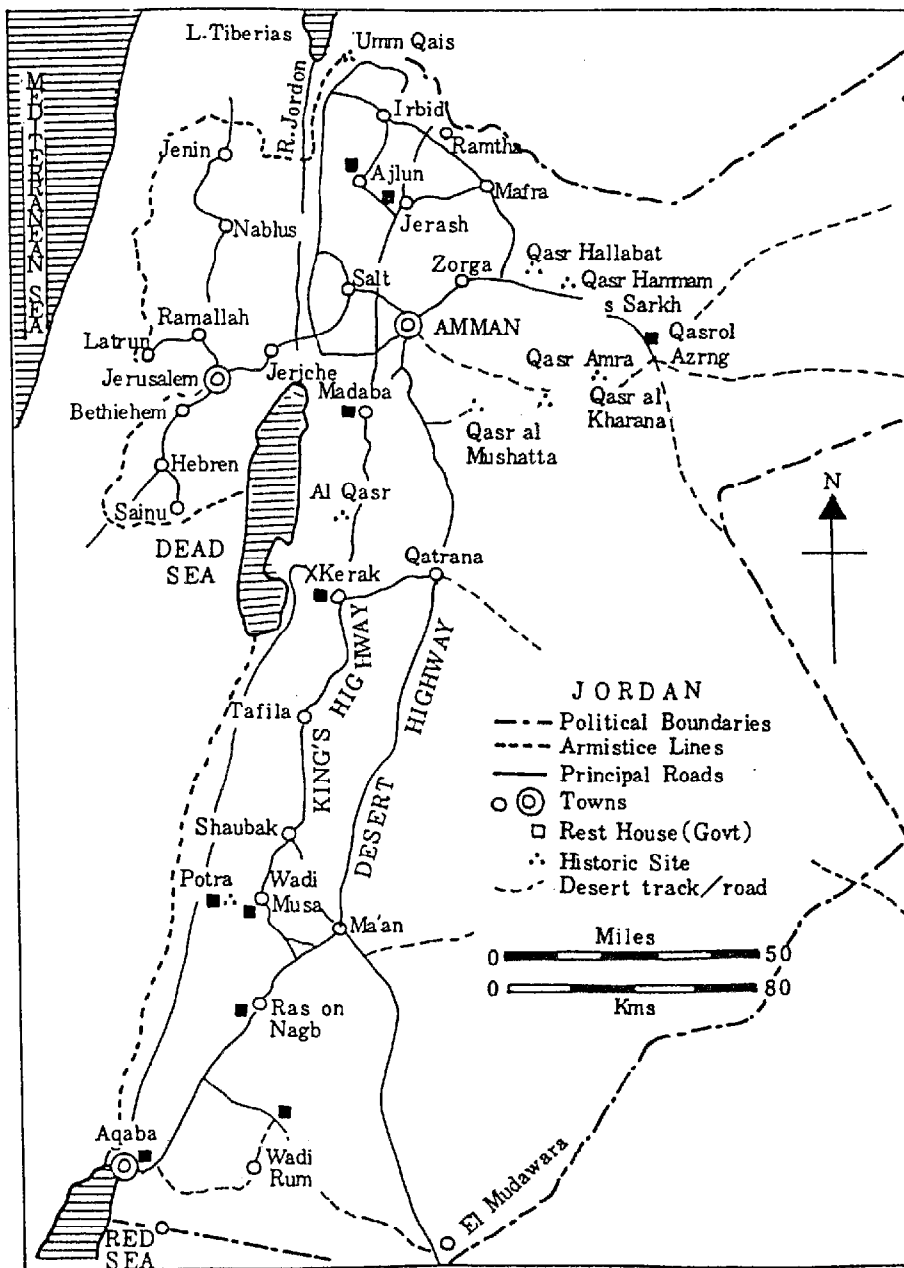 L.Tiberias
Umm Qais
MEDITERRANEAN SEA
R.Jordon
Irbid
Ramtha
Jenin
Ajlun
Mafra
Jerash
Nablus
Qasr Hallabat
Zorga
Qasr Hammam
s Sarkh
Salt
Ramallah
AMMAN
Qasrol
Azrng
Latrun
Jerusalem
Jeriche
Qasr Amra
Madaba
Qasr al
Kharana
Bethiehem
Qasr al
Mushatta
Hebren
Al Qasr
N
Sainu
DEAD
SEA
Qatrana
XKerak
KING'S HIGHWAY
DESERT HIGHWAY
Tafila
JORDAN
Political Boundaries
Armistice Lines
Principal Roads
Towns
Rest House(Govt)
Historic Site
Desert track/road
Shaubak
Potra
Wadi
Musa
Ma'an
Miles
0 50
0 80
Kms
Ras on
Nagb
Aqaba
Wadi
Rum
El Mudawara
RED
SEA